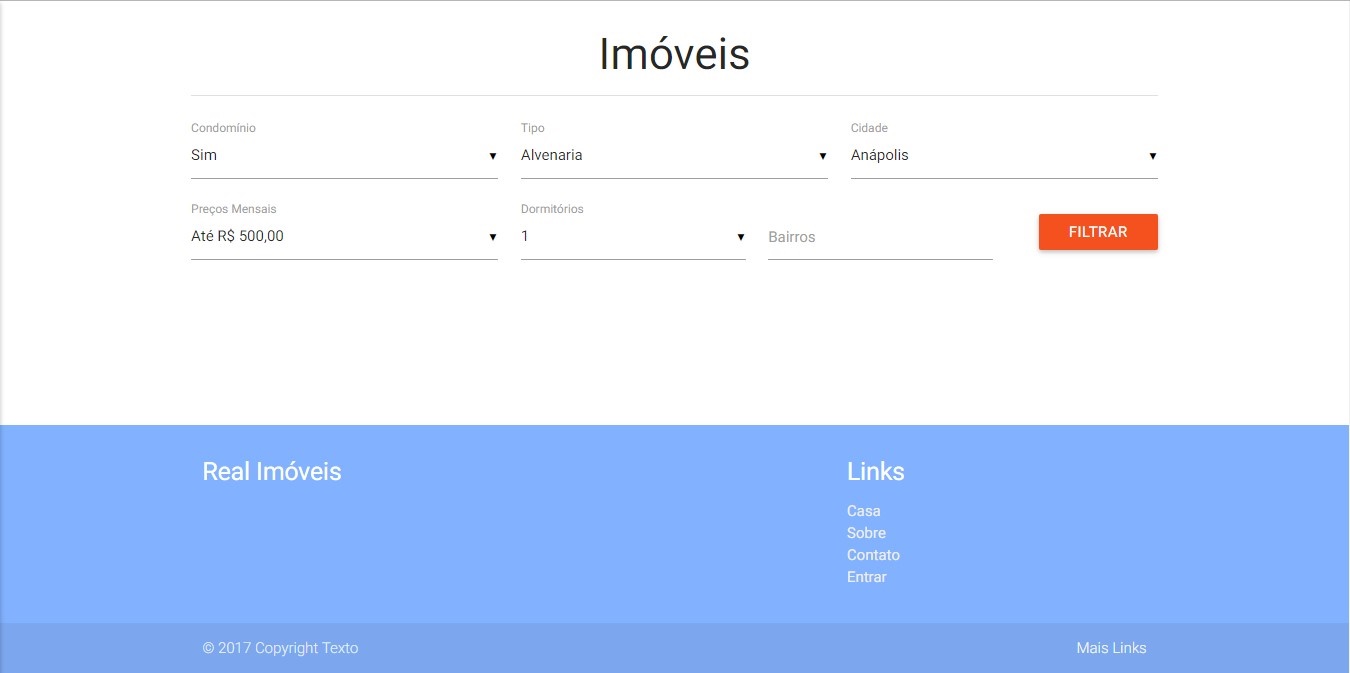 Imóveis
Condomínio Tipo Cidade
Sim ▼ Alvenaria ▼ Anápolis ▼
Preços Mensais Dormitórios
Até R$ 500,00 ▼ 1 ▼ Bairros FILTRAR
Real Imóveis
Links
Casa
Sobre
Contato
Entrar
© 2017 Copyright Texto Mais Links